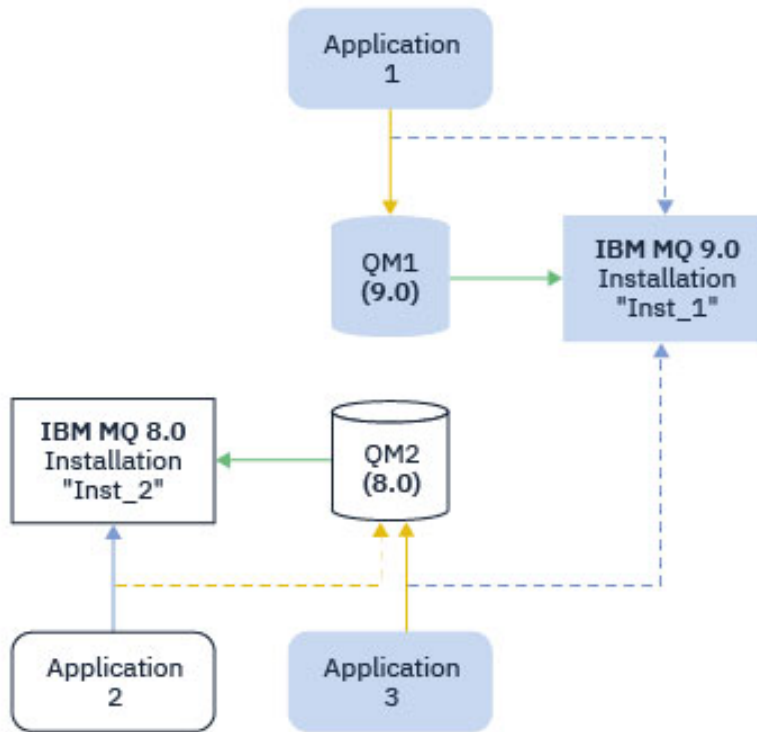 Application
1
QM1
(9.0)
IBM MQ 9.0
Installation
"Inst_1"
IBM MQ 8.0
Installation
"Inst_2"
QM2
(8.0)
Application
2
Application
3